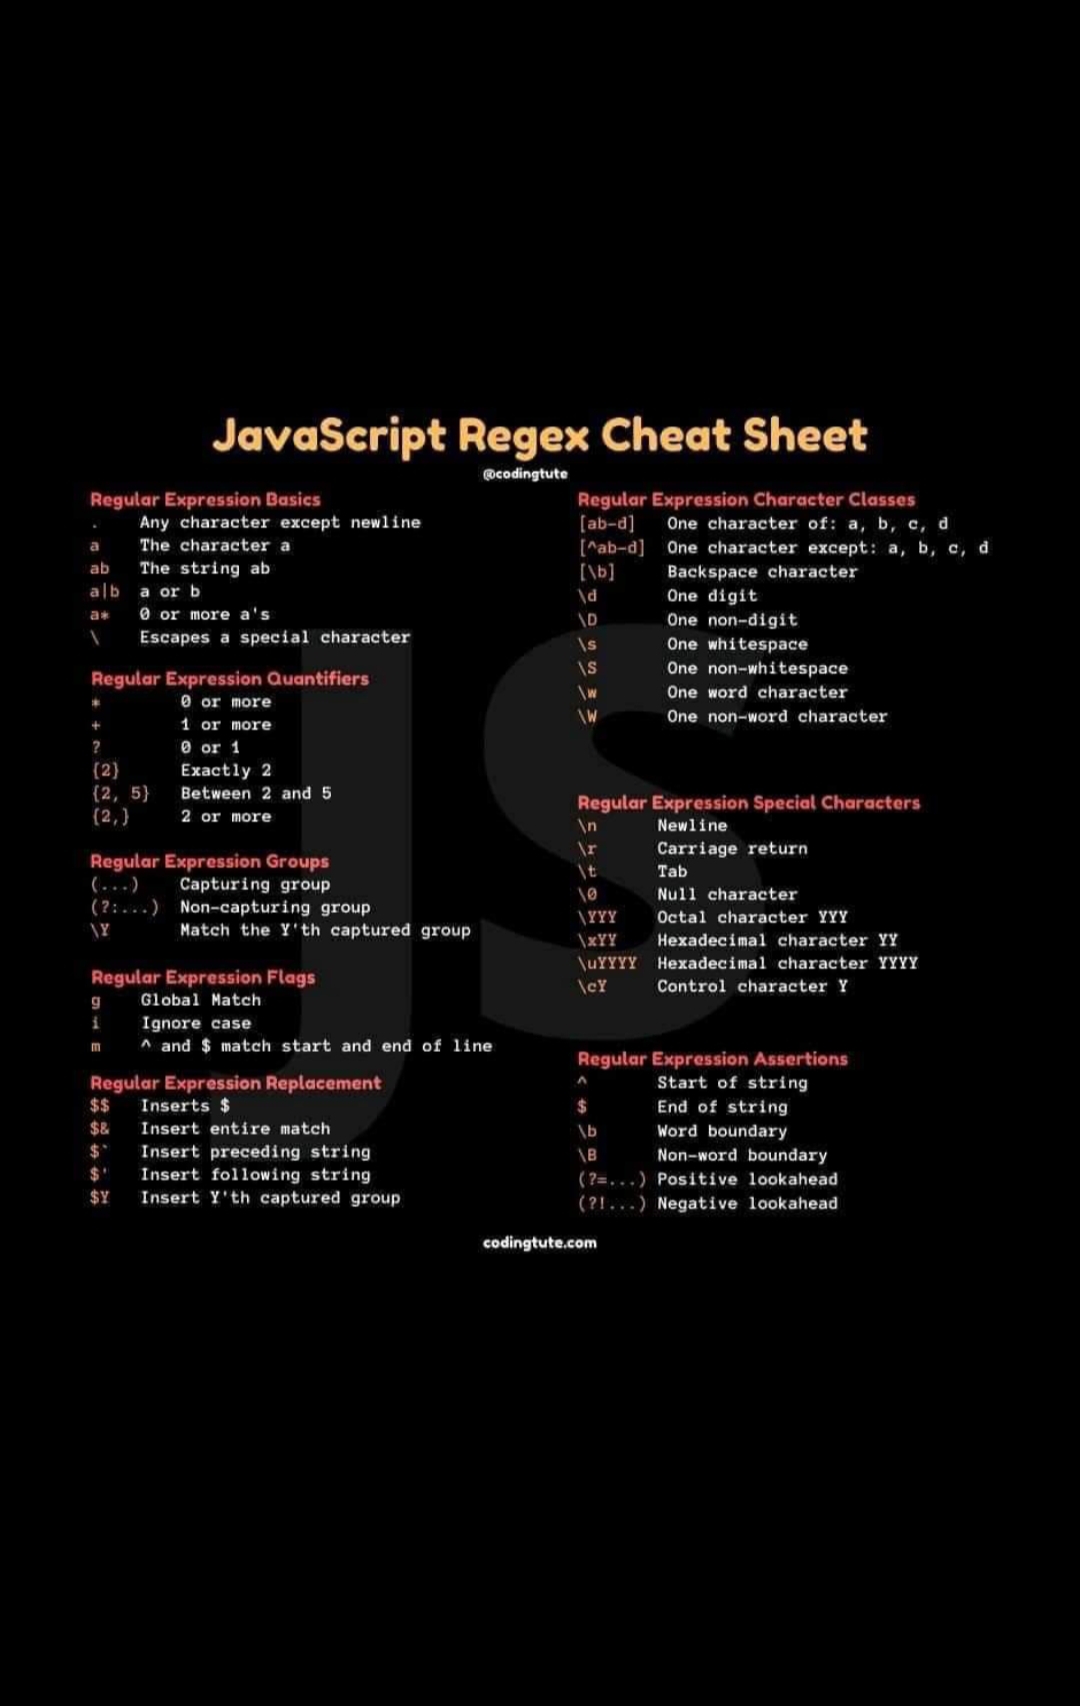 JavaScript Regex Cheat Sheet
@codingtute
Regular Expression Basics
. Any character except newline
a The character a
ab The string ab
a|b a or b
a* 0 or more a's
\ Escapes a special character
Regular Expression Quantifiers
* 0 or more
+ 1 or more
? 0 or 1
{2} Exactly 2
{2, 5} Between 2 and 5
{2,} 2 or more
Regular Expression Groups
(...) Capturing group
(?:...) Non-capturing group
\Y Match the Y'th captured group
Regular Expression Flags
g Global Match
i Ignore case
m ^ and $ match start and end of line
Regular Expression Replacement
$$ Inserts $
$& Insert entire match
$` Insert preceding string
$' Insert following string
$Y Insert Y'th captured group
Regular Expression Character Classes
[ab-d] One character of: a, b, c, d
[^ab-d] One character except: a, b, c, d
[\b] Backspace character
\d One digit
\D One non-digit
\s One whitespace
\S One non-whitespace
\w One word character
\W One non-word character
Regular Expression Special Characters
\n Newline
\r Carriage return
\t Tab
\0 Null character
\YYY Octal character YYY
\xYY Hexadecimal character YY
\uYYYY Hexadecimal character YYYY
\cY Control character Y
Regular Expression Assertions
^ Start of string
$ End of string
\b Word boundary
\B Non-word boundary
(?=...) Positive lookahead
(?!...) Negative lookahead
JS
codingtute.com